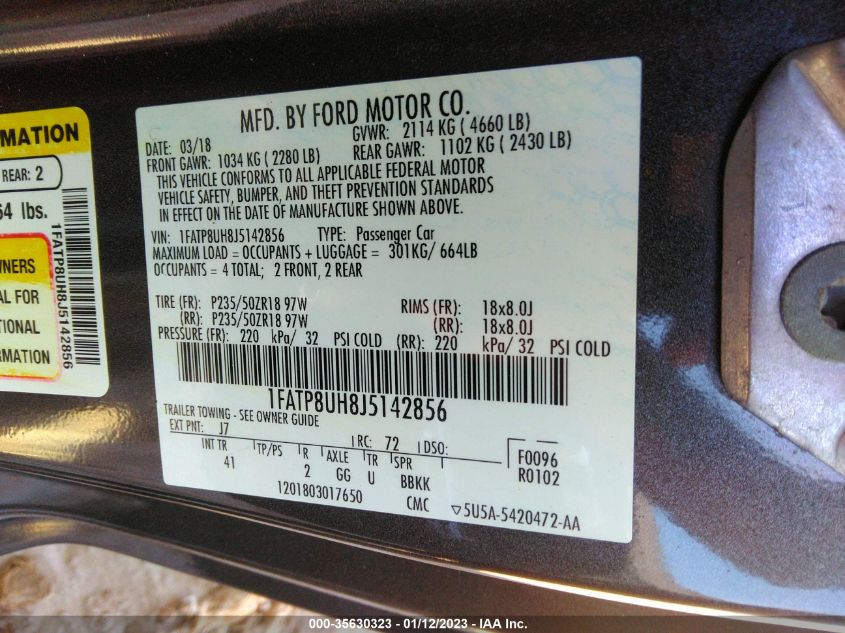 MFD. BY FORD MOTOR CO.
DATE: 03/18 GVWR: 2114 KG ( 4660 LB)
FRONT GAWR: 1034 KG ( 2280 LB) REAR GAWR: 1102 KG ( 2430 LB)
THIS VEHICLE CONFORMS TO ALL APPLICABLE FEDERAL MOTOR
VEHICLE SAFETY, BUMPER, AND THEFT PREVENTION STANDARDS
IN EFFECT ON THE DATE OF MANUFACTURE SHOWN ABOVE.
VIN: 1FATP8UH8J5142856 TYPE: Passenger Car
MAXIMUM LOAD = OCCUPANTS + LUGGAGE = 301KG/ 664LB
OCCUPANTS = 4 TOTAL; 2 FRONT, 2 REAR
TIRE (FR): P235/50ZR18 97W RIMS (FR): 18x8.0J
(RR): P235/50ZR18 97W (RR): 18x8.0J
PRESSURE (FR): 220 kPa/ 32 PSI COLD (RR): 220 kPa/ 32 PSI COLD
1FATP8UH8J5142856
TRAILER TOWING - SEE OWNER GUIDE
EXT PNT: J7 RC: 72 DSO: F0096
INT TR TP/PS R AXLE TR SPR R0102
41 2 GG U BBKK
1201803017650 CMC ▽5U5A-5420472-AA
RMATION
REAR: 2
64 lbs.
1FATP8UH8J5142856
WNERS
AL FOR
TIONAL
ORMATION
000-35630323 - 01/12/2023 - IAA Inc.